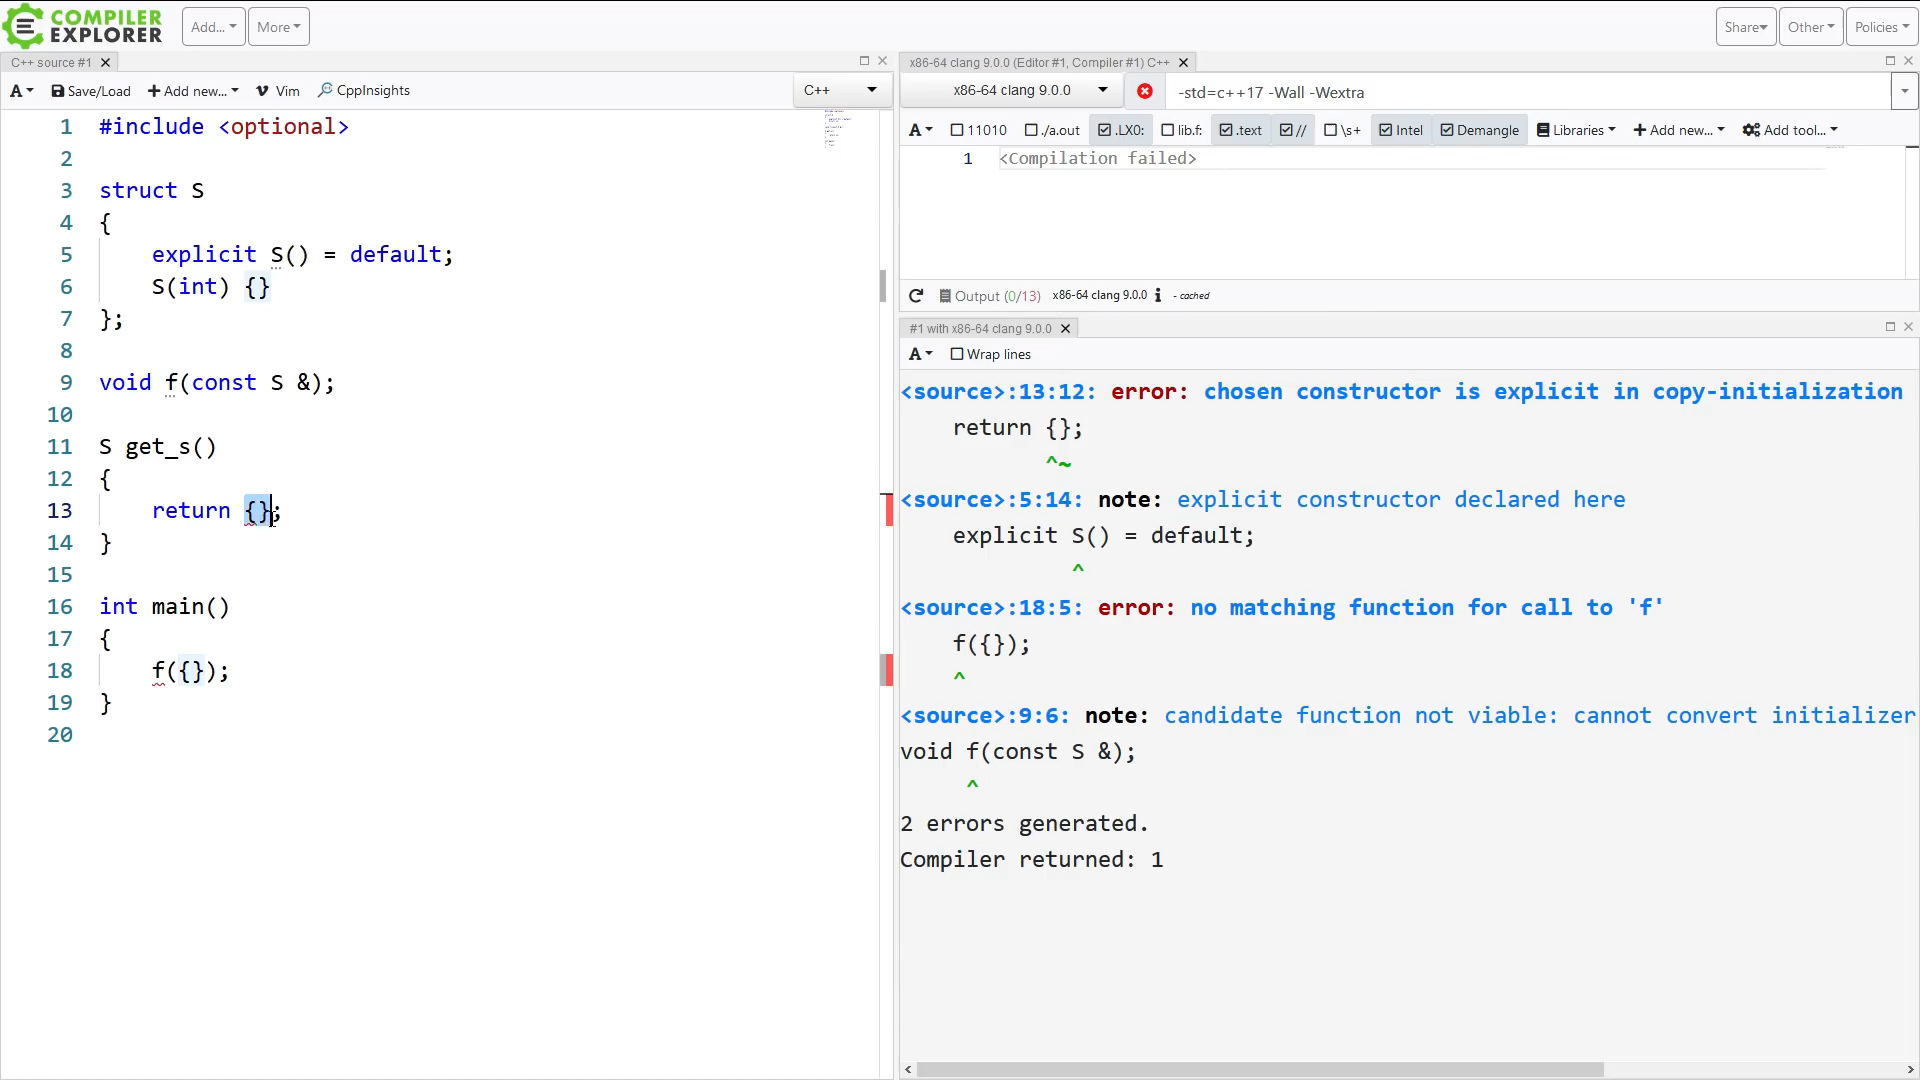 COMPILER
EXPLORER
Add...
More
Share
Other
Policies
C++ source #1
A
Save/Load
Add new...
Vim
CppInsights
C++
1 #include <optional>
2
3 struct S
4 {
5 explicit S() = default;
6 S(int) {}
7 };
8
9 void f(const S &);
10
11 S get_s()
12 {
13 return {};
14 }
15
16 int main()
17 {
18 f({});
19 }
20
x86-64 clang 9.0.0 (Editor #1, Compiler #1) C++
x86-64 clang 9.0.0
-std=c++17 -Wall -Wextra
A
11010
./a.out
.LX0:
lib.f:
.text
//
\s+
Intel
Demangle
Libraries
Add new...
Add tool...
1 <Compilation failed>
Output (0/13) x86-64 clang 9.0.0 i - cached
#1 with x86-64 clang 9.0.0
A
Wrap lines
<source>:13:12: error: chosen constructor is explicit in copy-initialization
return {};
^~
<source>:5:14: note: explicit constructor declared here
explicit S() = default;
^
<source>:18:5: error: no matching function for call to 'f'
f({});
^
<source>:9:6: note: candidate function not viable: cannot convert initializer
void f(const S &);
^
2 errors generated.
Compiler returned: 1